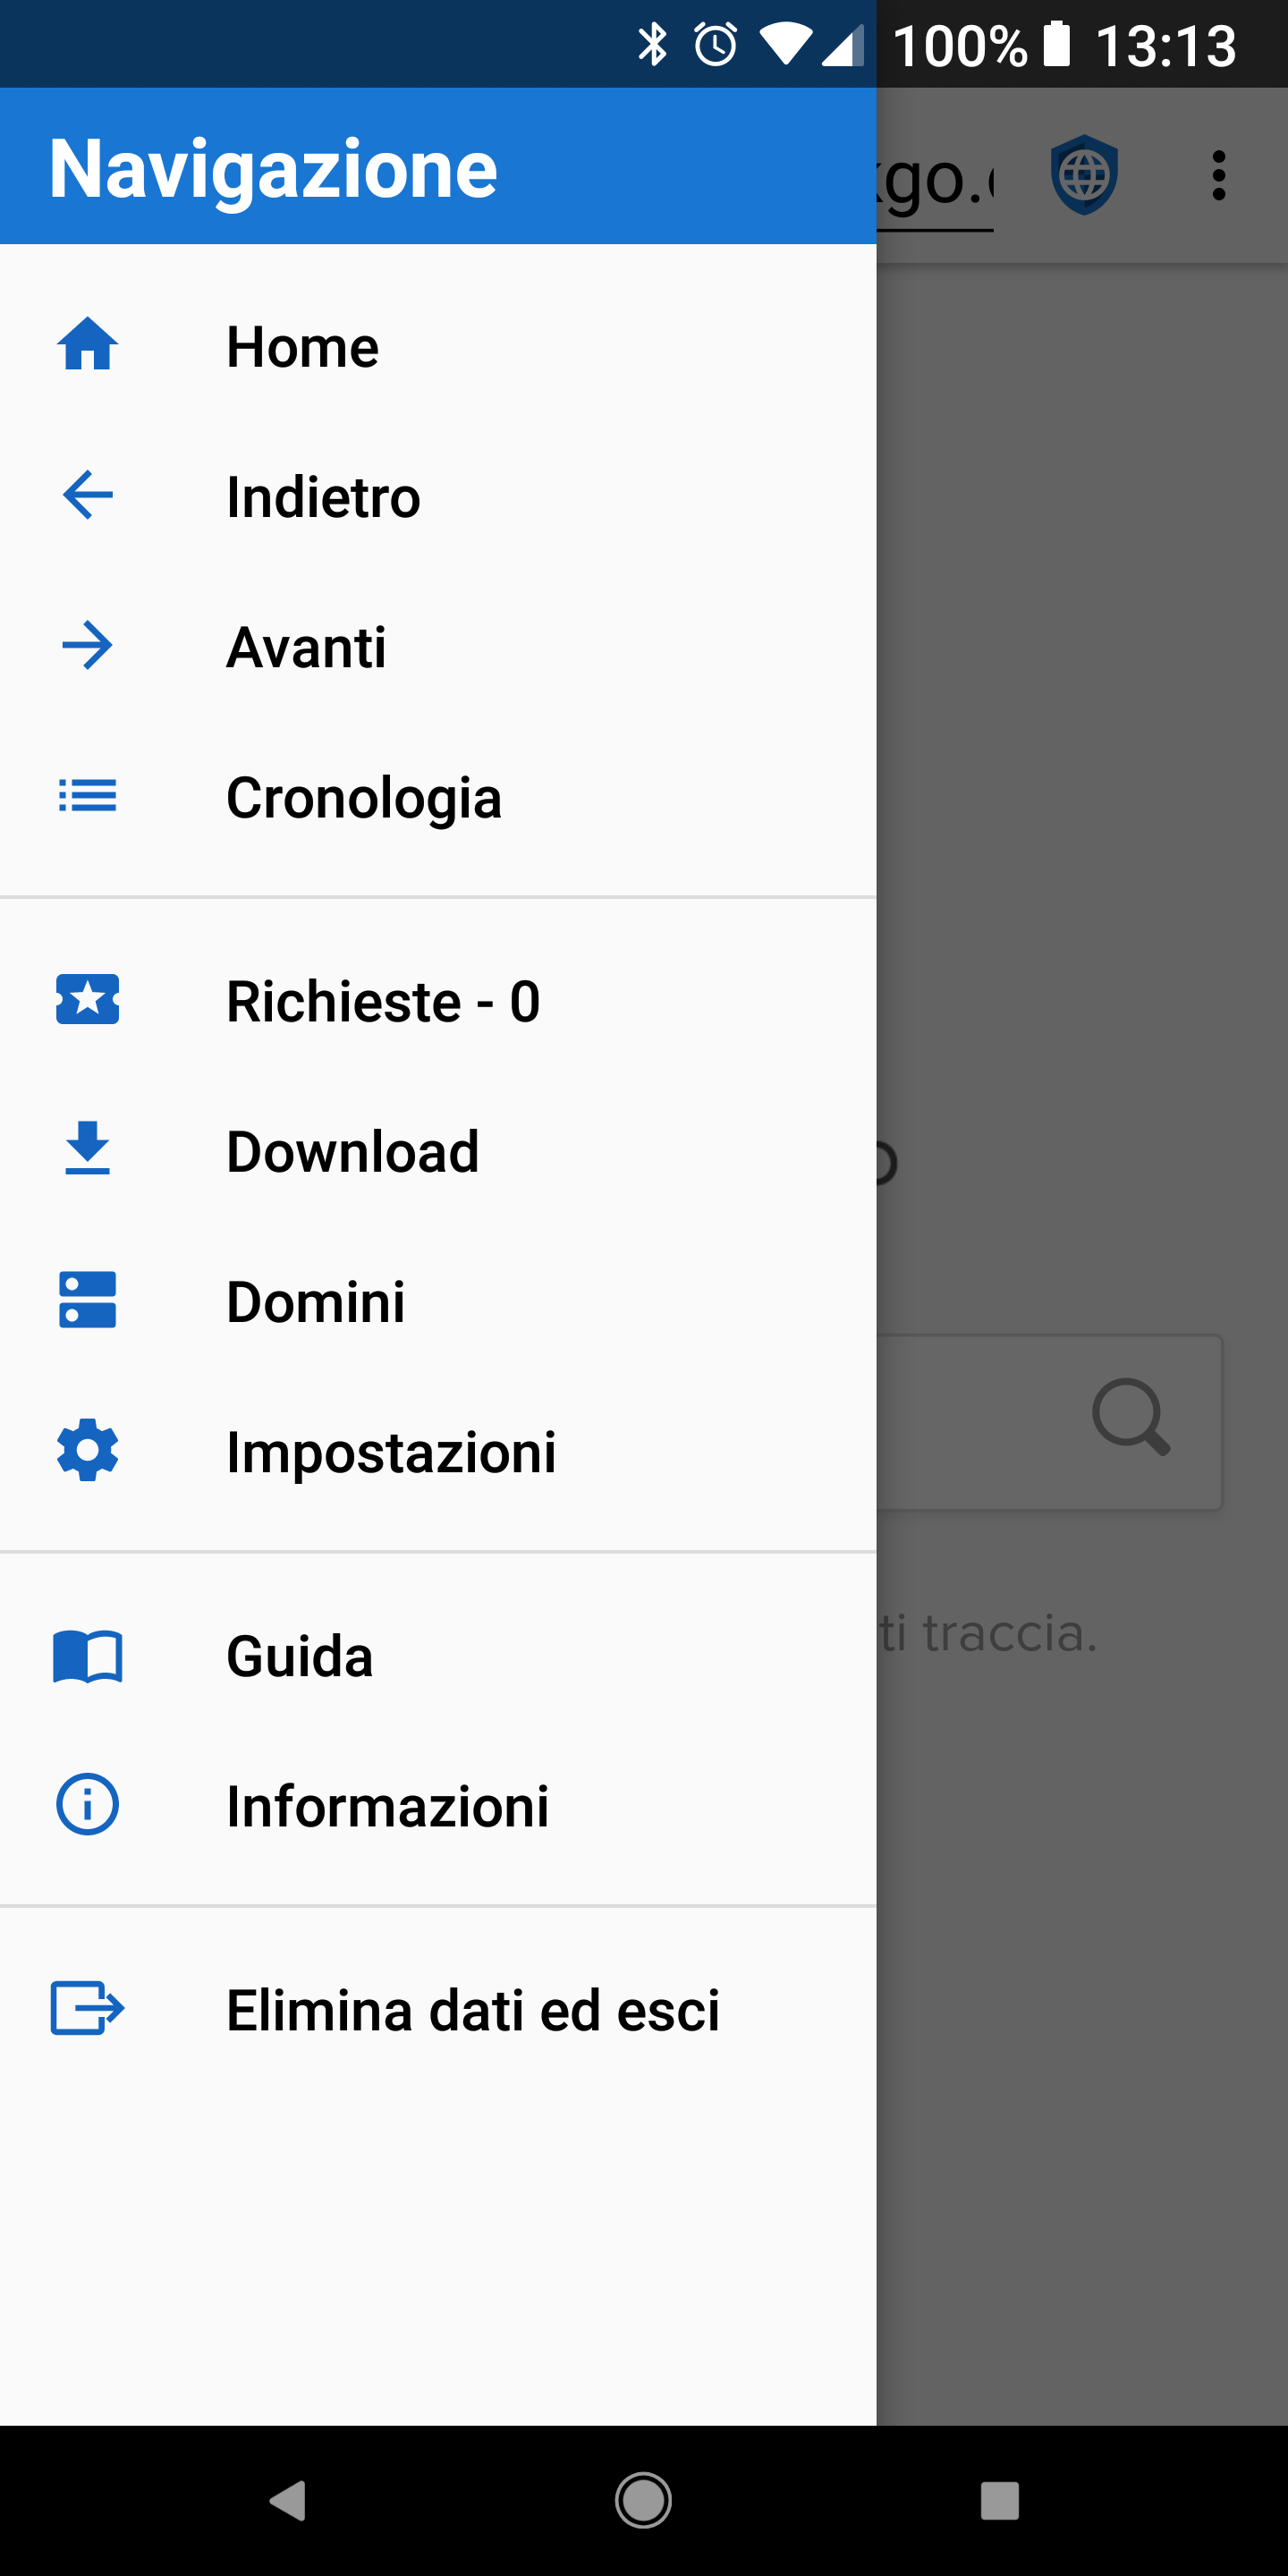 100% 13:13
Navigazione
kgo.
Home
Indietro
Avanti
Cronologia
Richieste - 0
Download
Domini
Impostazioni
ti traccia.
Guida
Informazioni
Elimina dati ed esci